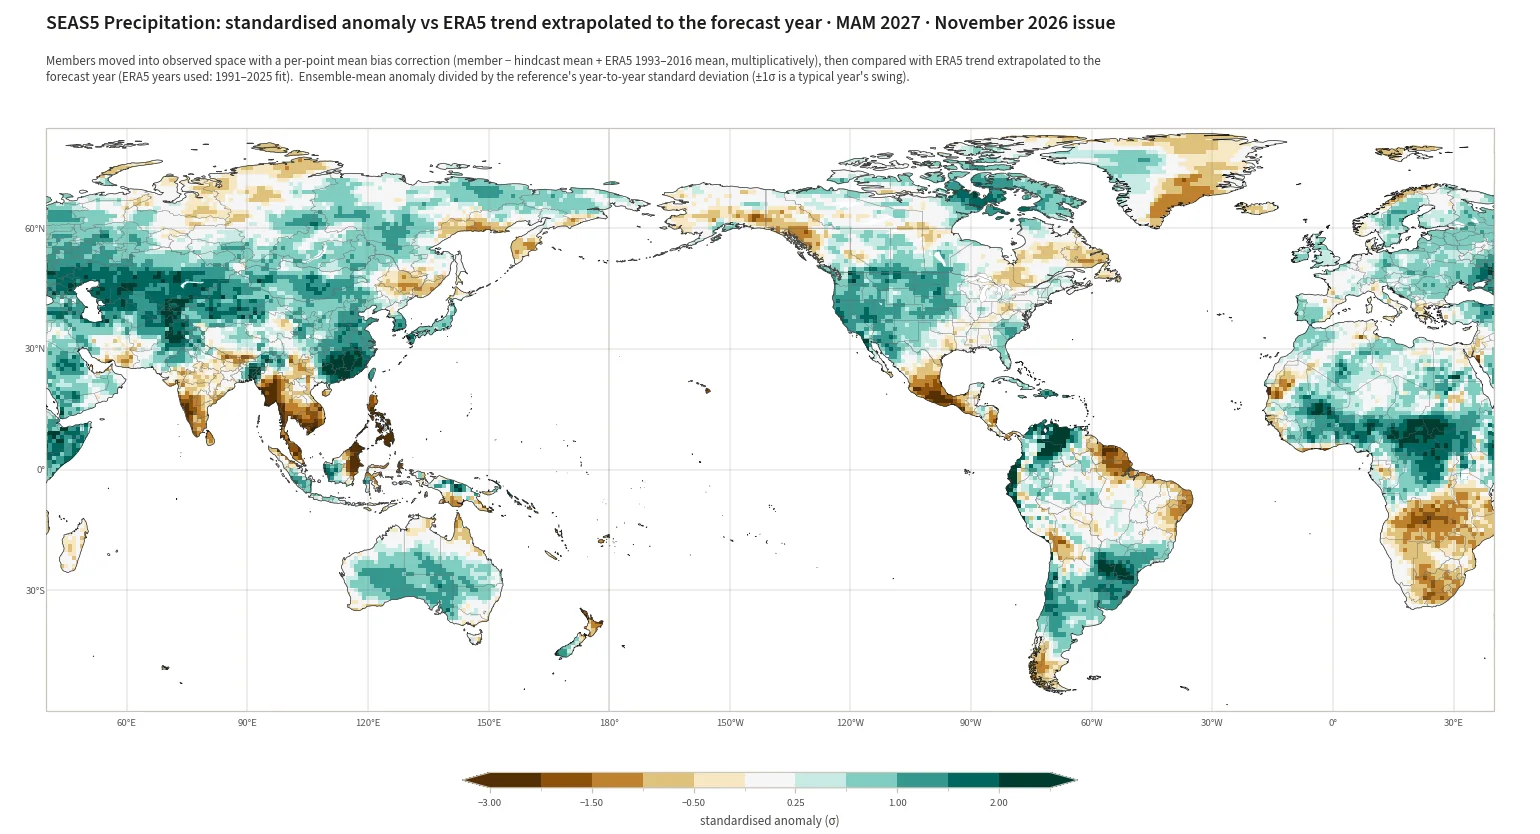 SEAS5 Precipitation: standardised anomaly vs ERA5 trend extrapolated to the forecast year · MAM 2027 · November 2026 issue
Members moved into observed space with a per-point mean bias correction (member − hindcast mean + ERA5 1993–2016 mean, multiplicatively), then compared with ERA5 trend extrapolated to the
forecast year (ERA5 years used: 1991–2025 fit). Ensemble-mean anomaly divided by the reference's year-to-year standard deviation (±1σ is a typical year's swing).
60°N
30°N
0°
30°S
60°E 90°E 120°E 150°E 180° 150°W 120°W 90°W 60°W 30°W 0° 30°E
−3.00 −1.50 −0.50 0.25 1.00 2.00
standardised anomaly (σ)